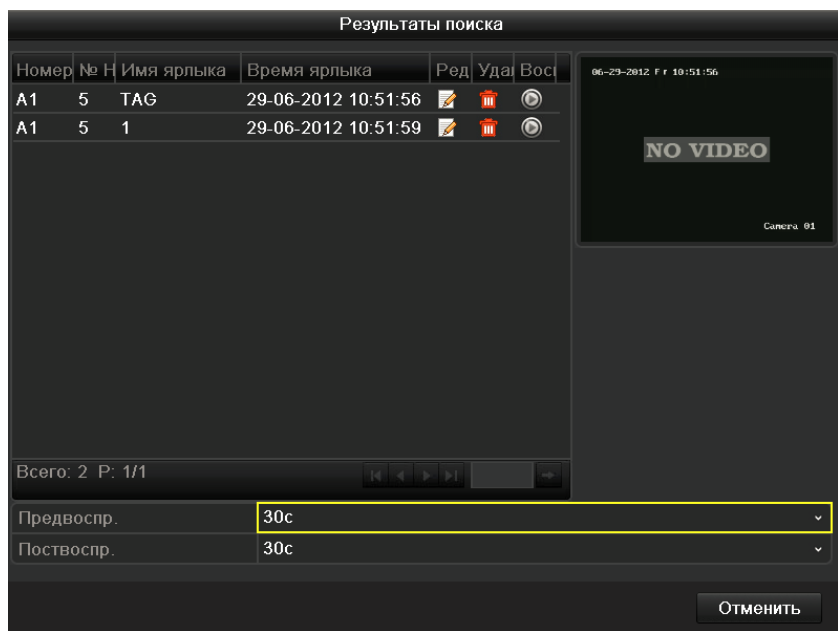 Результаты поиска
Номер № Н Имя ярлыка Время ярлыка Ред Удал Восп
A1 5 TAG 29-06-2012 10:51:56
A1 5 1 29-06-2012 10:51:59
06-29-2012 Fr 10:51:56
NO VIDEO
Camera 01
Всего: 2 P: 1/1
Предвоспр. 30с
Поствоспр. 30с
Отменить